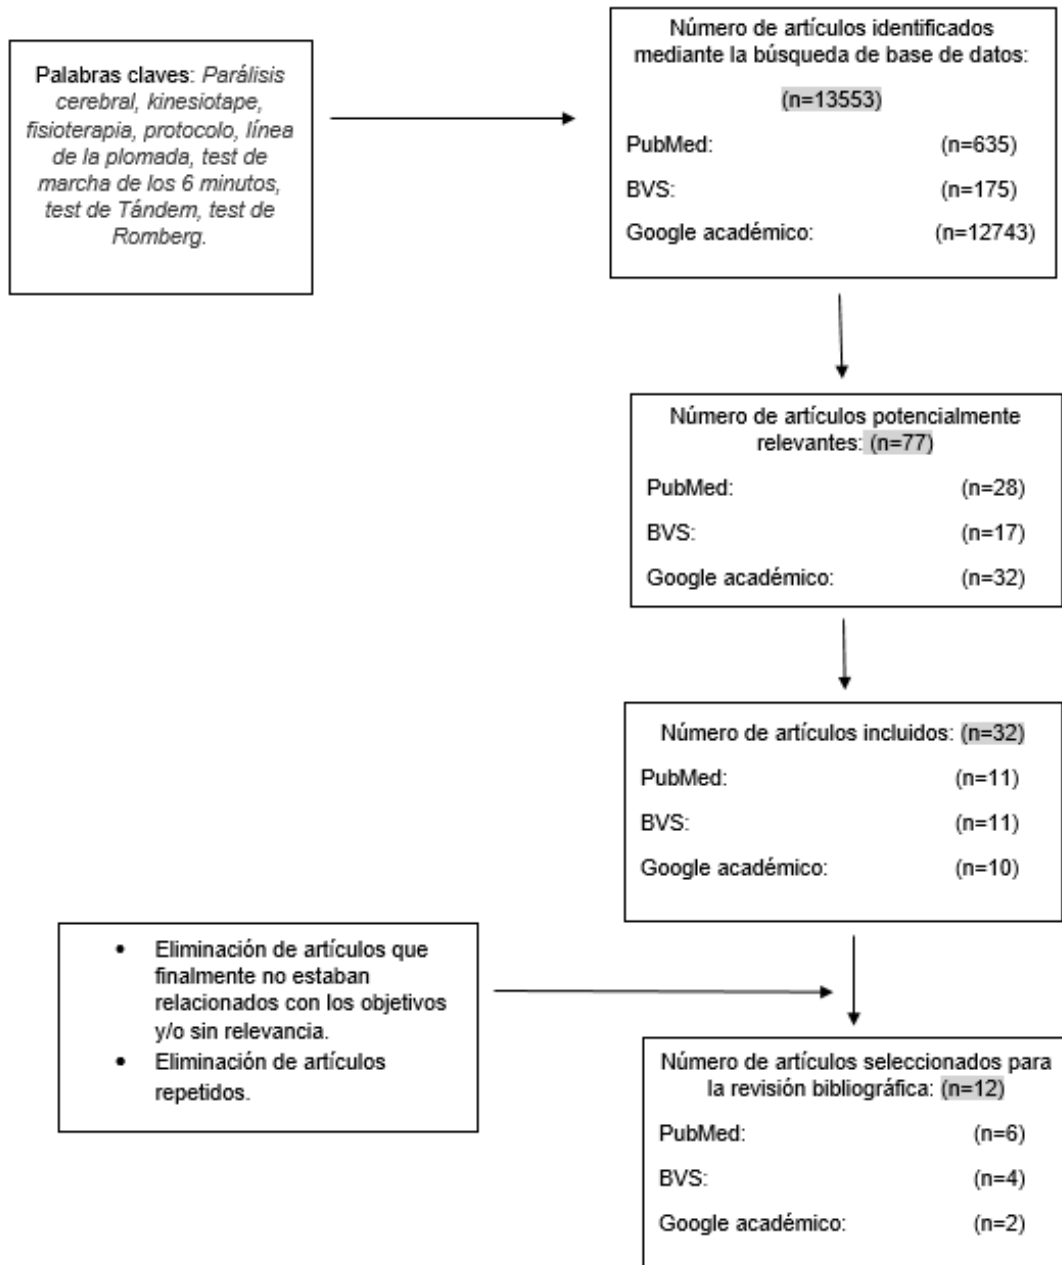 Palabras claves: Parálisis
cerebral, kinesiotape,
fisioterapia, protocolo, línea
de la plomada, test de
marcha de los 6 minutos,
test de Tándem, test de
Romberg.
Número de artículos identificados
mediante la búsqueda de base de datos:
(n=13553)
PubMed: (n=635)
BVS: (n=175)
Google académico: (n=12743)
Número de artículos potencialmente
relevantes: (n=77)
PubMed: (n=28)
BVS: (n=17)
Google académico: (n=32)
Número de artículos incluidos: (n=32)
PubMed: (n=11)
BVS: (n=11)
Google académico: (n=10)
• Eliminación de artículos que
finalmente no estaban
relacionados con los objetivos
y/o sin relevancia.
• Eliminación de artículos
repetidos.
Número de artículos seleccionados para
la revisión bibliográfica: (n=12)
PubMed: (n=6)
BVS: (n=4)
Google académico: (n=2)